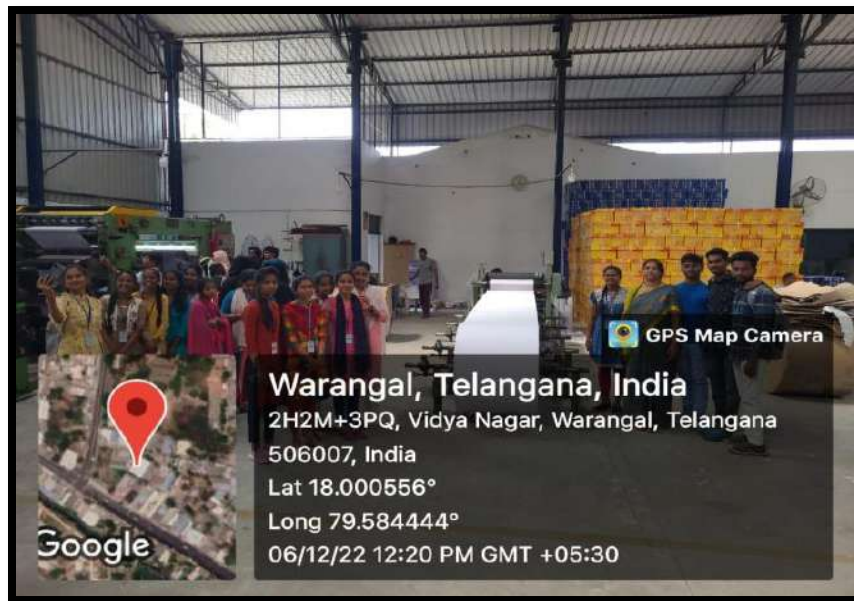 GPS Map Camera
Warangal, Telangana, India
2H2M+3PQ, Vidya Nagar, Warangal, Telangana
506007, India
Lat 18.000556°
Long 79.584444°
06/12/22 12:20 PM GMT +05:30
Google